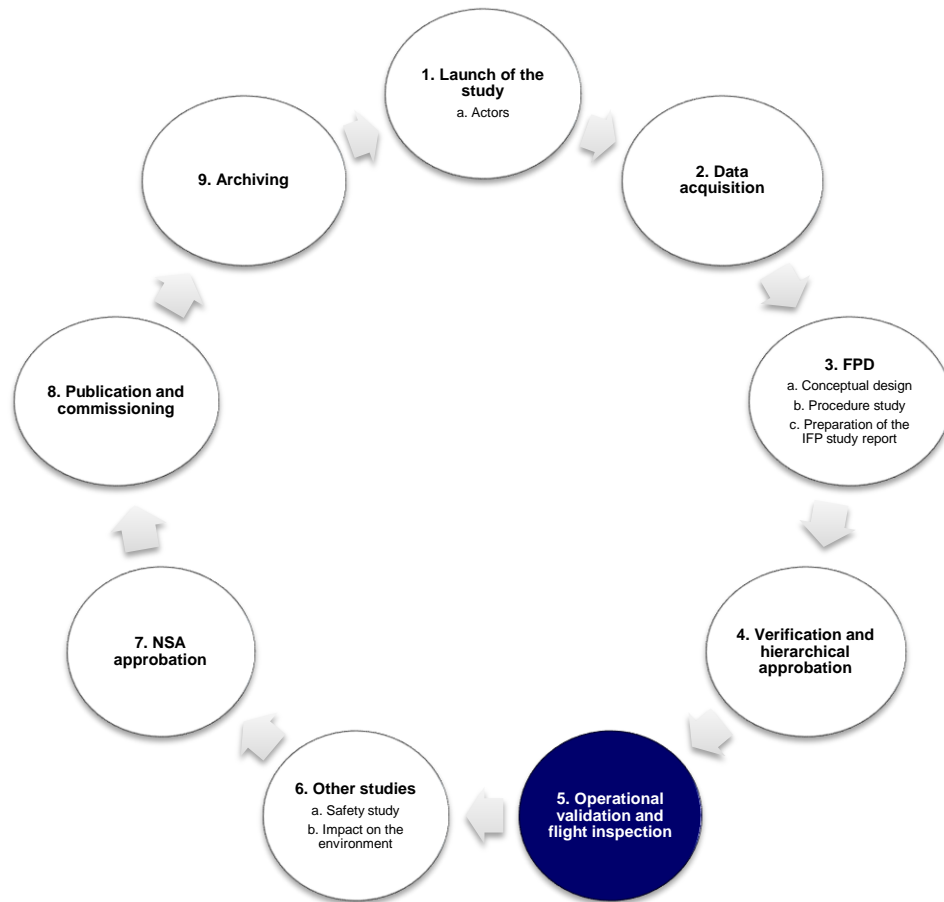 1. Launch of the
study
a. Actors
2. Data
acquisition
3. FPD
a. Conceptual design
b. Procedure study
c. Preparation of the
IFP study report
4. Verification and
hierarchical
approbation
5. Operational
validation and
flight inspection
6. Other studies
a. Safety study
b. Impact on the
environment
7. NSA
approbation
8. Publication and
commissioning
9. Archiving